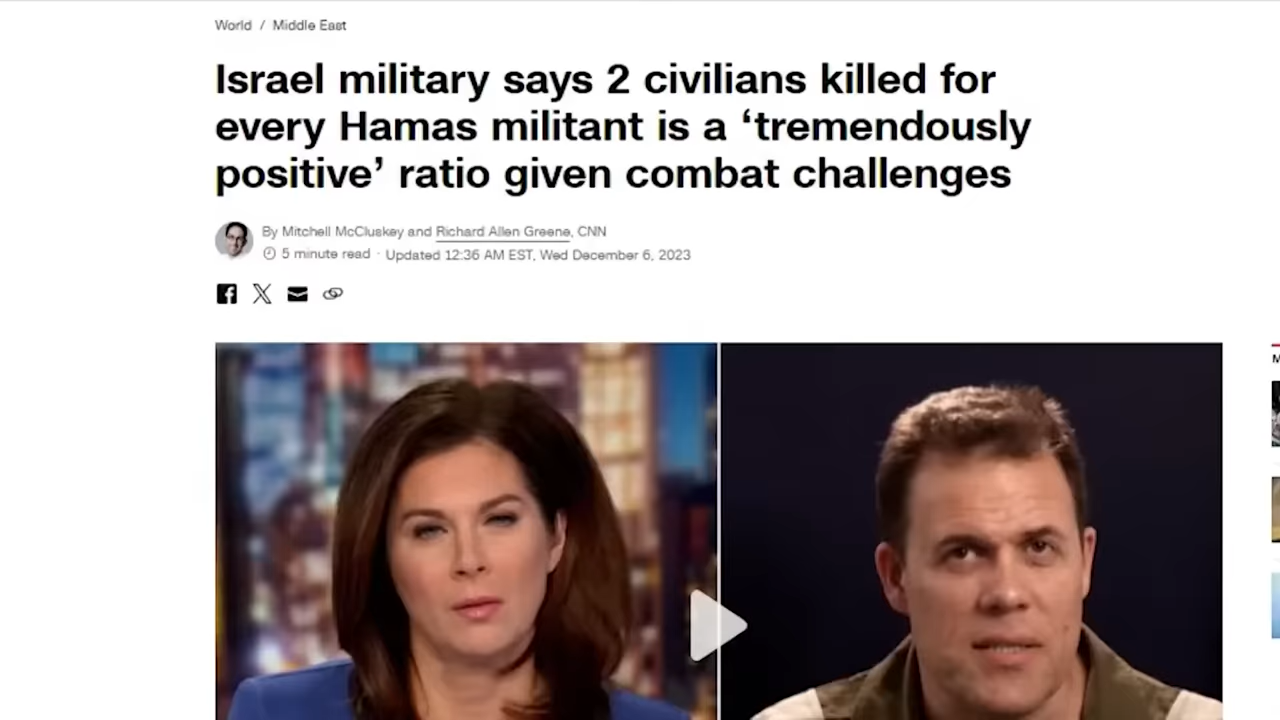 World / Middle East
Israel military says 2 civilians killed for
every Hamas militant is a ‘tremendously
positive’ ratio given combat challenges
By Mitchell McCluskey and Richard Allen Greene, CNN
5 minute read · Updated 12:36 AM EST, Wed December 6, 2023